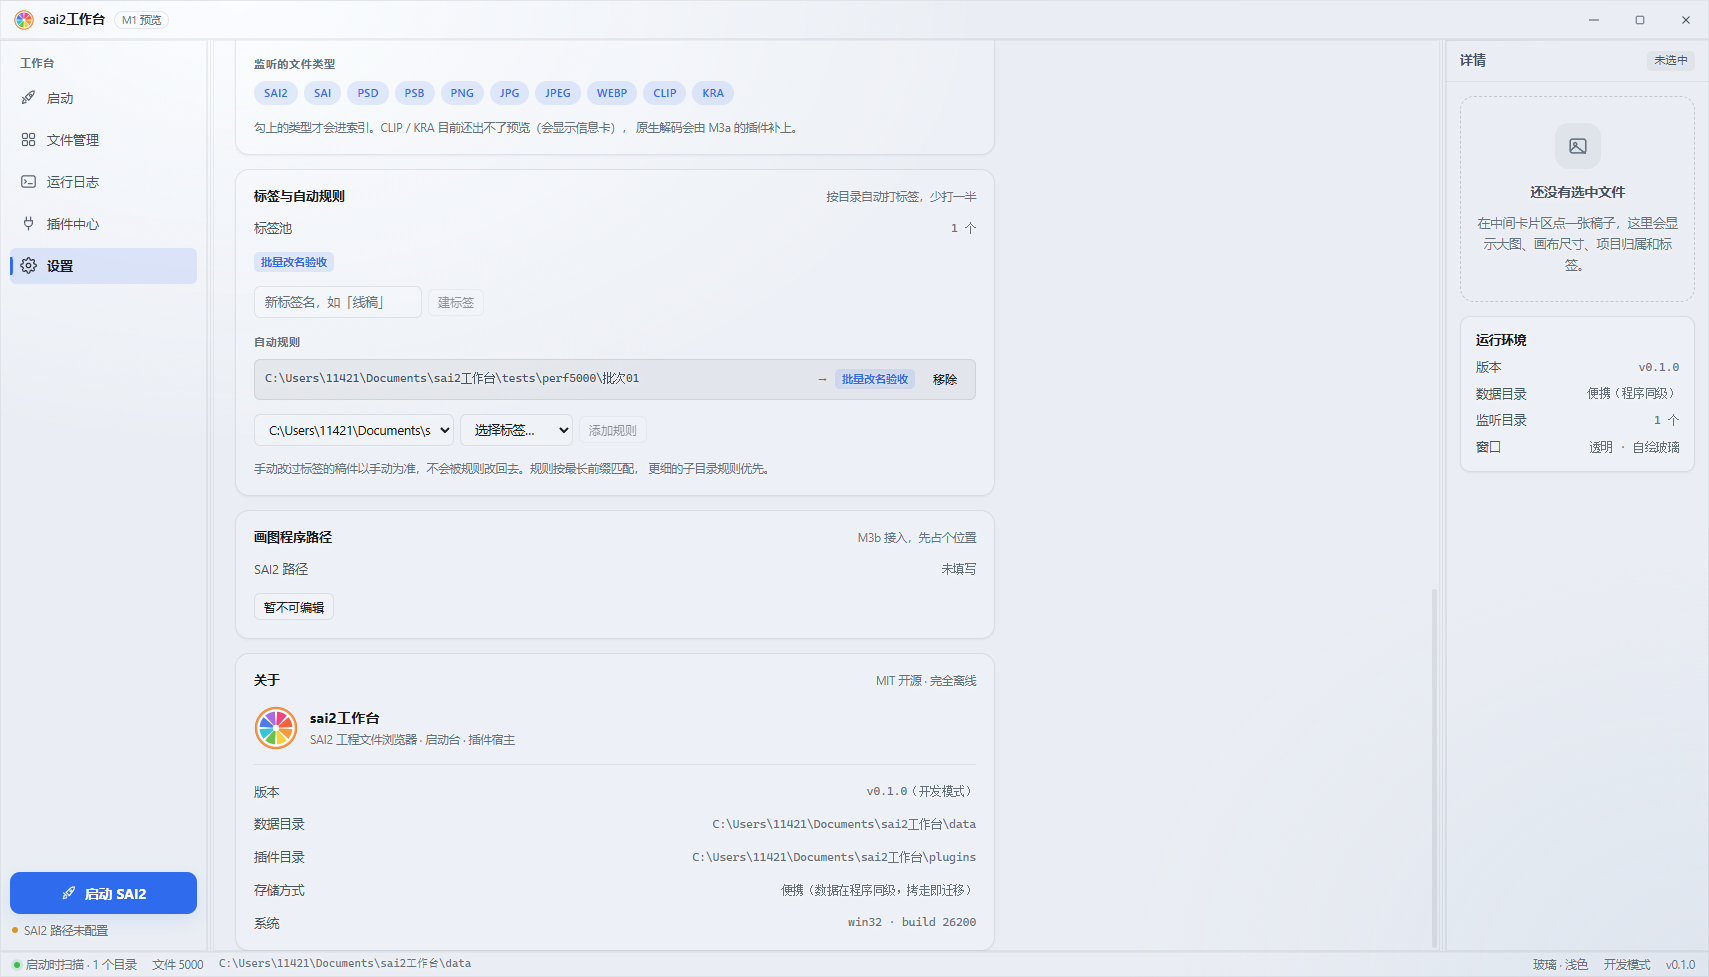 sai2工作台 M1 预览
工作台
启动
文件管理
运行日志
插件中心
设置
启动 SAI2
SAI2 路径未配置
监听的文件类型
SAI2 SAI PSD PSB PNG JPG JPEG WEBP CLIP KRA
勾上的类型才会进索引。CLIP / KRA 目前还出不了预览（会显示信息卡）， 原生解码会由 M3a 的插件补上。
标签与自动规则 按目录自动打标签，少打一半
标签池 1 个
批量改名验收
新标签名，如「线稿」 建标签
自动规则
C:\Users\11421\Documents\sai2工作台\tests\perf5000\批次01 → 批量改名验收 移除
C:\Users\11421\Documents\s 选择标签... 添加规则
手动改过标签的稿件以手动为准，不会被规则改回去。规则按最长前缀匹配， 更细的子目录规则优先。
画图程序路径 M3b 接入，先占个位置
SAI2 路径 未填写
暂不可编辑
关于 MIT 开源 · 完全离线
sai2工作台
SAI2 工程文件浏览器 · 启动台 · 插件宿主
版本 v0.1.0（开发模式）
数据目录 C:\Users\11421\Documents\sai2工作台\data
插件目录 C:\Users\11421\Documents\sai2工作台\plugins
存储方式 便携（数据在程序同级，拷走即迁移）
系统 win32 · build 26200
详情 未选中
还没有选中文件
在中间卡片区点一张稿子，这里会显
示大图、画布尺寸、项目归属和标
签。
运行环境
版本 v0.1.0
数据目录 便携（程序同级）
监听目录 1 个
窗口 透明 · 自绘玻璃
启动时扫描 · 1 个目录 文件 5000 C:\Users\11421\Documents\sai2工作台\data 玻璃 · 浅色 开发模式 v0.1.0